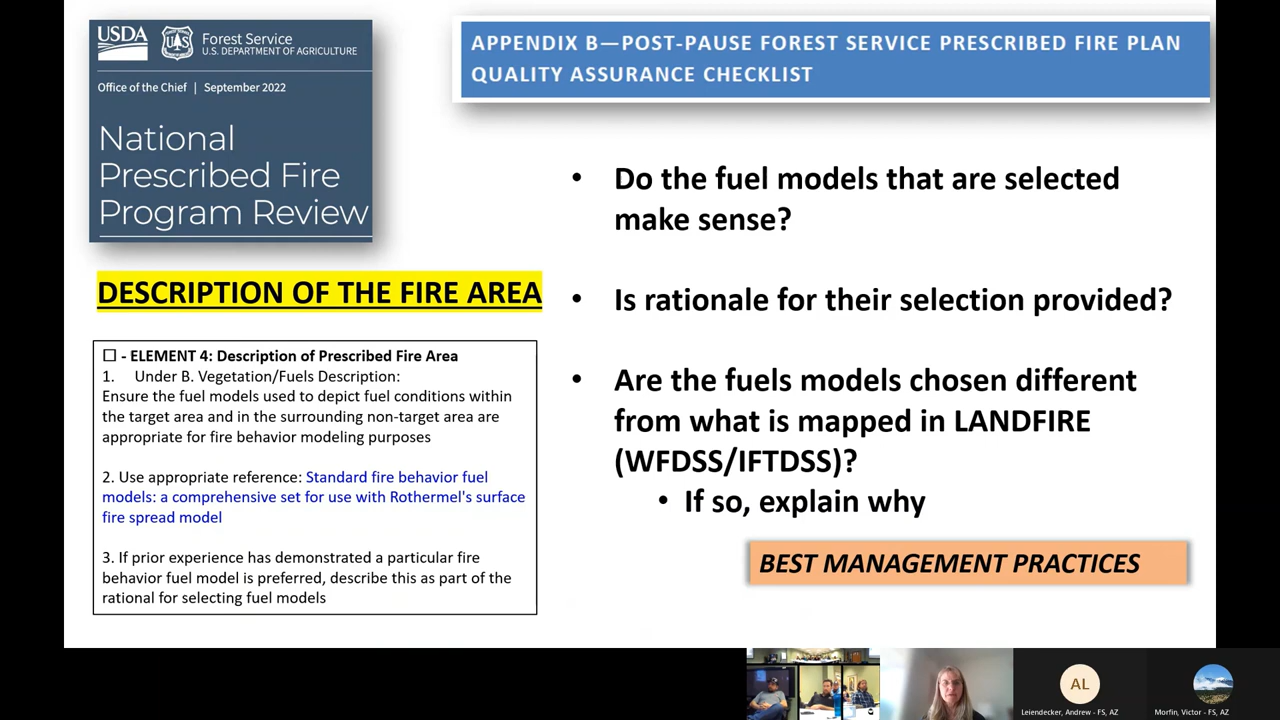 USDA
Forest Service
U.S. DEPARTMENT OF AGRICULTURE
Office of the Chief | September 2022
National
Prescribed Fire
Program Review
APPENDIX B—POST-PAUSE FOREST SERVICE PRESCRIBED FIRE PLAN
QUALITY ASSURANCE CHECKLIST
DESCRIPTION OF THE FIRE AREA
☐ - ELEMENT 4: Description of Prescribed Fire Area
1. Under B. Vegetation/Fuels Description:
Ensure the fuel models used to depict fuel conditions within
the target area and in the surrounding non-target area are
appropriate for fire behavior modeling purposes
2. Use appropriate reference: Standard fire behavior fuel
models: a comprehensive set for use with Rothermel's surface
fire spread model
3. If prior experience has demonstrated a particular fire
behavior fuel model is preferred, describe this as part of the
rational for selecting fuel models
• Do the fuel models that are selected
make sense?
• Is rationale for their selection provided?
• Are the fuels models chosen different
from what is mapped in LANDFIRE
(WFDSS/IFTDSS)?
• If so, explain why
BEST MANAGEMENT PRACTICES
AL
Leiendecker, Andrew - FS, AZ
Morfin, Victor - FS, AZ